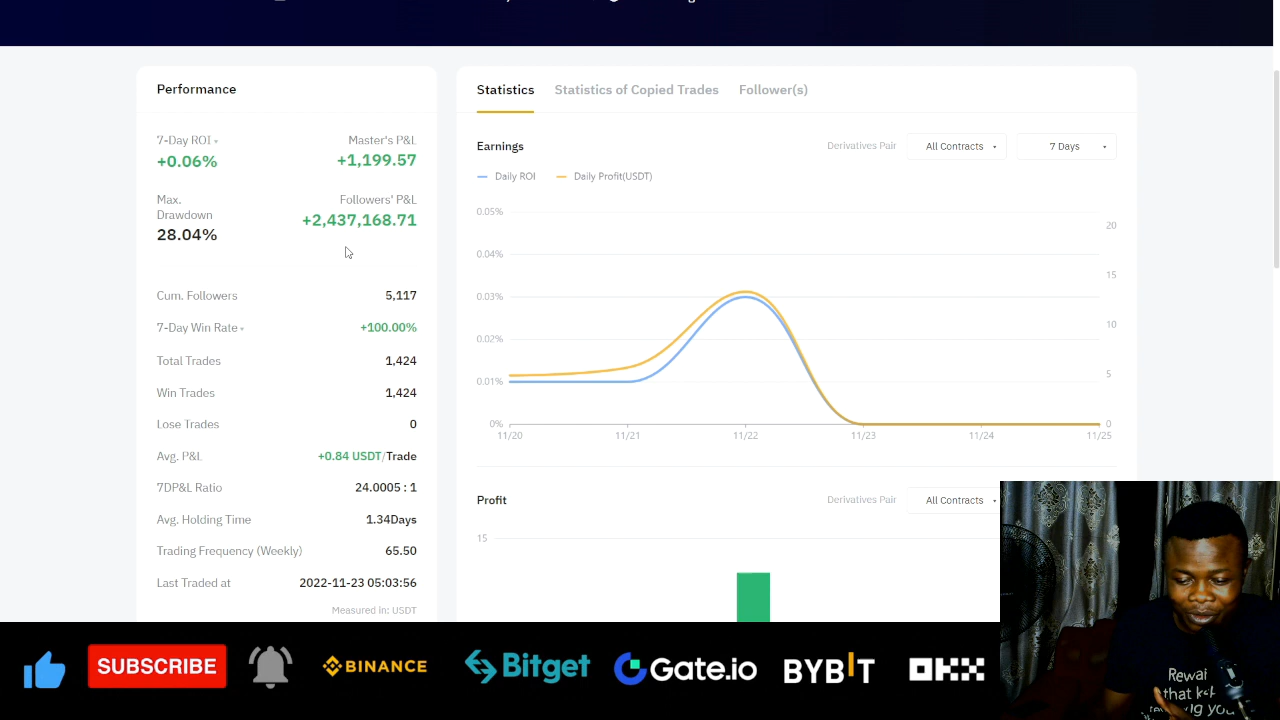 Performance
7-Day ROI
+0.06%
Master's P&L
+1,199.57
Max.
Drawdown
28.04%
Followers' P&L
+2,437,168.71
Cum. Followers 5,117
7-Day Win Rate +100.00%
Total Trades 1,424
Win Trades 1,424
Lose Trades 0
Avg. P&L +0.84 USDT/Trade
7DP&L Ratio 24.0005 : 1
Avg. Holding Time 1.34Days
Trading Frequency (Weekly) 65.50
Last Traded at 2022-11-23 05:03:56
Measured in: USDT
Statistics Statistics of Copied Trades Follower(s)
Earnings Derivatives Pair All Contracts 7 Days
Daily ROI Daily Profit(USDT)
0.05%
20
0.04%
15
0.03%
10
0.02%
5
0.01%
0% 0
11/20 11/21 11/22 11/23 11/24 11/25
Profit Derivatives Pair All Contracts
15
SUBSCRIBE BINANCE Bitget Gate.io BYBIT OKX
Rewai
that